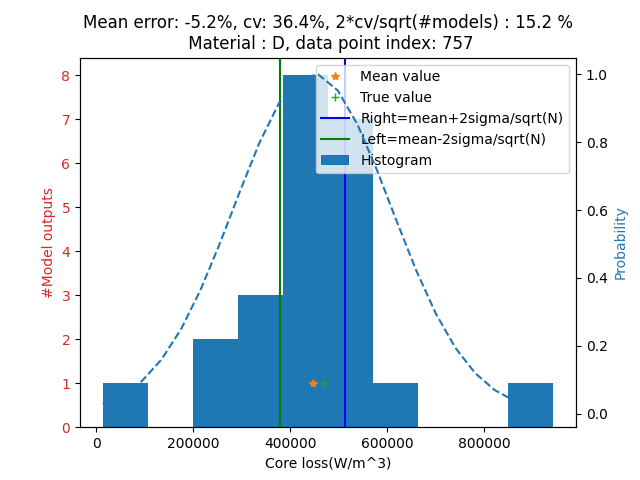 Mean error: -5.2%, cv: 36.4%, 2*cv/sqrt(#models) : 15.2 %
Material : D, data point index: 757
Mean value
True value
Right=mean+2sigma/sqrt(N)
Left=mean-2sigma/sqrt(N)
Histogram
#Model outputs
8
7
6
5
4
3
2
1
0
1.0
0.8
0.6
0.4
0.2
0.0
Probability
0
200000
400000
600000
800000
Core loss(W/m^3)